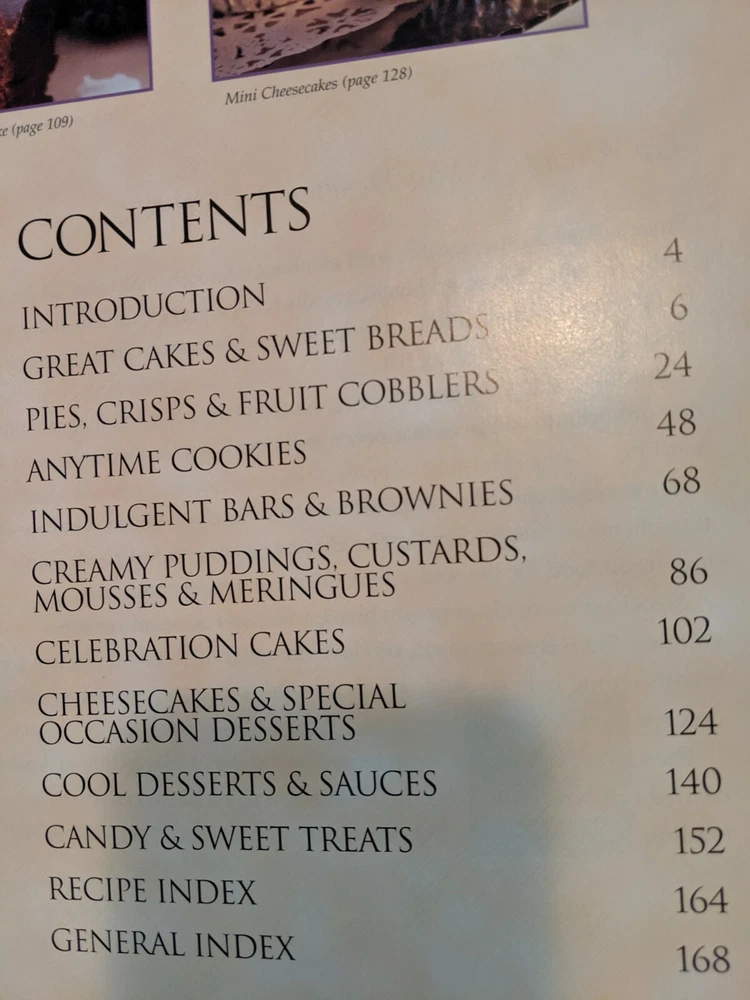 Mini Cheesecakes (page 128)
(page 109)
CONTENTS
INTRODUCTION 4
GREAT CAKES & SWEET BREADS 6
PIES, CRISPS & FRUIT COBBLERS 24
ANYTIME COOKIES 48
INDULGENT BARS & BROWNIES 68
CREAMY PUDDINGS, CUSTARDS,
MOUSSES & MERINGUES 86
CELEBRATION CAKES 102
CHEESECAKES & SPECIAL
OCCASION DESSERTS 124
COOL DESSERTS & SAUCES 140
CANDY & SWEET TREATS 152
RECIPE INDEX 164
GENERAL INDEX 168